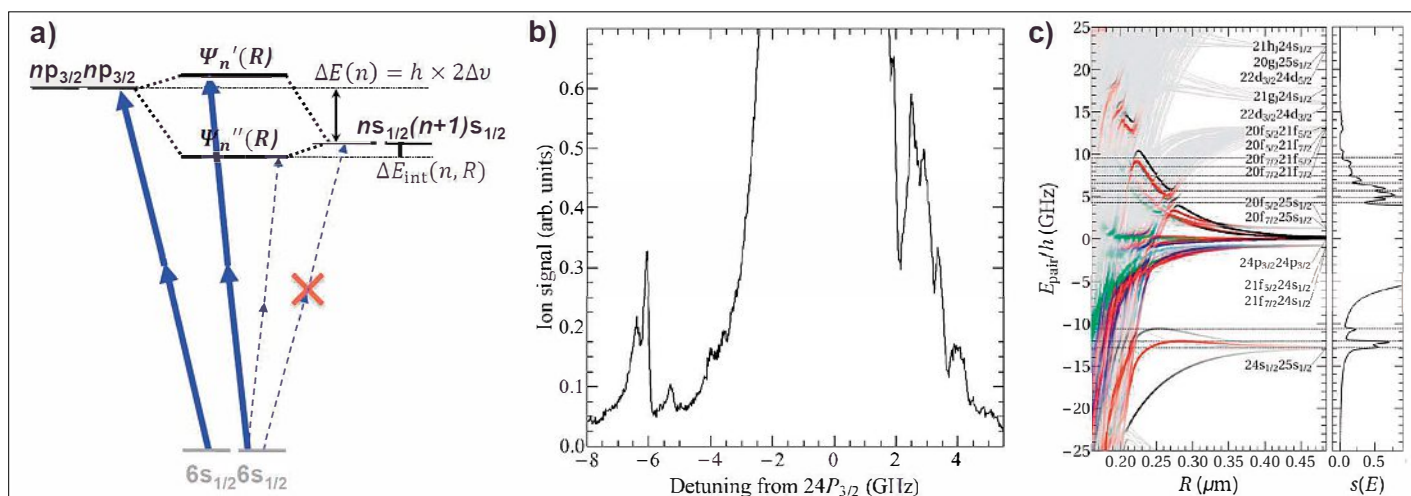 a)
np3/2np3/2
Ψn'(R)
ΔE(n) = h × 2Δν
Ψn''(R)
ns1/2(n+1)s1/2
ΔEint(n, R)
6s1/2 6s1/2
b)
Ion signal (arb. units)
0.6
0.5
0.4
0.3
0.2
0.1
0.0
−8 −6 −4 −2 0 2 4
Detuning from 24P3/2 (GHz)
c)
Epair/h (GHz)
25
20
15
10
5
0
−5
−10
−15
−20
−25
21hj24s1/2
20gj25s1/2
22d3/224d5/2
21gj24s1/2
22d3/224d3/2
20f5/221f5/2
20f5/221f7/2
20f7/221f5/2
20f7/221f7/2
20f5/225s1/2
20f7/225s1/2
24p3/224p3/2
21f5/224s1/2
21f7/224s1/2
24s1/225s1/2
0.20 0.25 0.30 0.35 0.40 0.45
R (μm)
0.0 0.5
s(E)